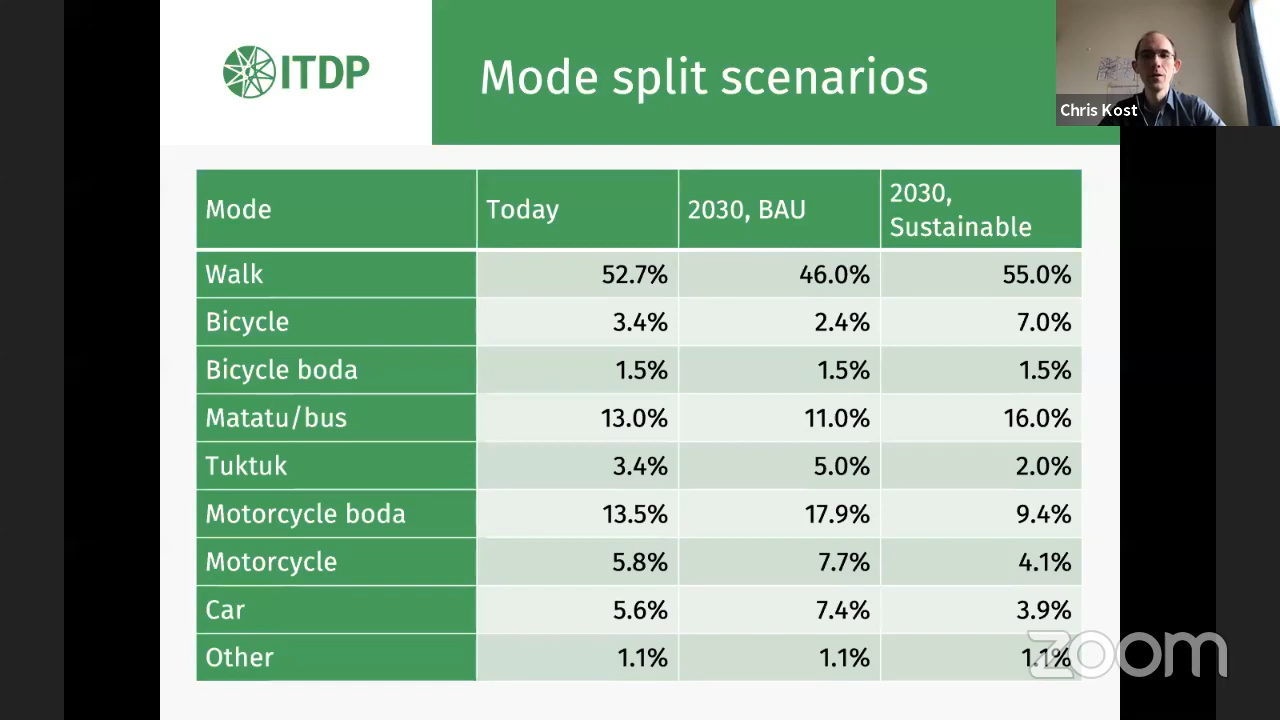 ITDP
Mode split scenarios
Chris Kost
Mode Today 2030, BAU 2030, Sustainable
Walk 52.7% 46.0% 55.0%
Bicycle 3.4% 2.4% 7.0%
Bicycle boda 1.5% 1.5% 1.5%
Matatu/bus 13.0% 11.0% 16.0%
Tuktuk 3.4% 5.0% 2.0%
Motorcycle boda 13.5% 17.9% 9.4%
Motorcycle 5.8% 7.7% 4.1%
Car 5.6% 7.4% 3.9%
Other 1.1% 1.1% 1.1%
zoom